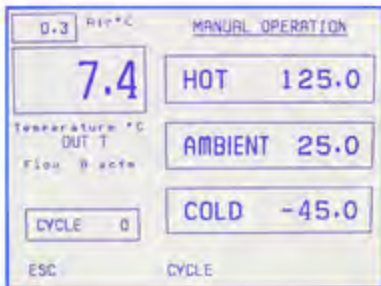 0.3 Air°C
7.4
Temperature °C
OUT T
Flow 0 acfm
CYCLE 0
ESC
MANUAL OPERATION
HOT 125.0
AMBIENT 25.0
COLD -45.0
CYCLE